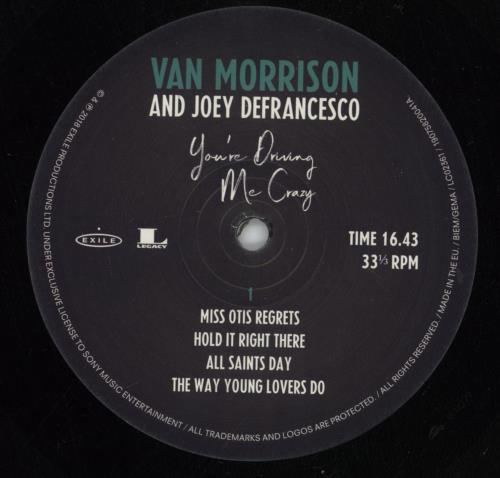 VAN MORRISON
AND JOEY DEFRANCESCO
You're Driving
Me Crazy
EXILE
L
LEGACY
TIME 16.43
33⅓ RPM
1
MISS OTIS REGRETS
HOLD IT RIGHT THERE
ALL SAINTS DAY
THE WAY YOUNG LOVERS DO
© & ℗ 2018 EXILE PRODUCTIONS LTD. UNDER EXCLUSIVE LICENSE TO SONY MUSIC ENTERTAINMENT / ALL TRADEMARKS AND LOGOS ARE PROTECTED. / ALL RIGHTS RESERVED. / MADE IN THE EU. / BIEM/GEMA / LC02361 / 19075820041A